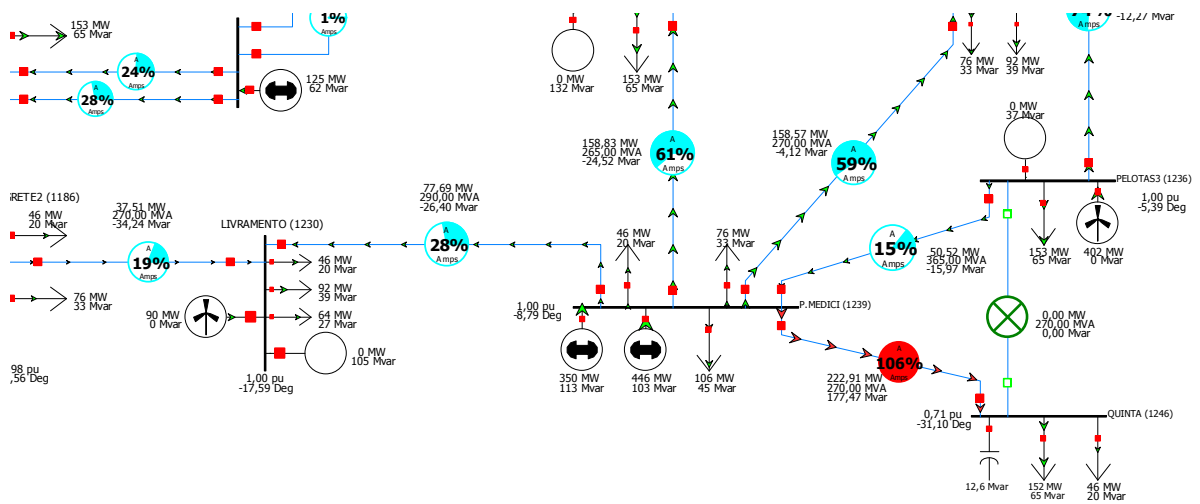 153 MW
65 Mvar
1%
Amps
A
24%
Amps
A
28%
Amps
125 MW
62 Mvar
0 MW
132 Mvar
153 MW
65 Mvar
76 MW
33 Mvar
92 MW
39 Mvar
Amps
-12,27 Mvar
158,83 MW
265,00 MVA
-24,52 Mvar
A
61%
Amps
158,57 MW
270,00 MVA
-4,12 Mvar
A
59%
Amps
0 MW
37 Mvar
PELOTAS3 (1236)
1,00 pu
-5,39 Deg
RETE2 (1186)
46 MW
20 Mvar
37,51 MW
270,00 MVA
-34,24 Mvar
A
19%
Amps
LIVRAMENTO (1230)
77,69 MW
290,00 MVA
-26,40 Mvar
A
28%
Amps
46 MW
20 Mvar
76 MW
33 Mvar
A
15%
Amps
50,52 MW
365,00 MVA
-15,97 Mvar
153 MW
65 Mvar
402 MW
0 Mvar
46 MW
20 Mvar
92 MW
39 Mvar
64 MW
27 Mvar
76 MW
33 Mvar
90 MW
0 Mvar
0 MW
105 Mvar
98 pu
,56 Deg
1,00 pu
-17,59 Deg
1,00 pu
-8,79 Deg
P.MEDICI (1239)
350 MW
113 Mvar
446 MW
103 Mvar
106 MW
45 Mvar
A
106%
Amps
222,91 MW
270,00 MVA
177,47 Mvar
0,00 MW
270,00 MVA
0,00 Mvar
0,71 pu
-31,10 Deg
QUINTA (1246)
12,6 Mvar
152 MW
65 Mvar
46 MW
20 Mvar